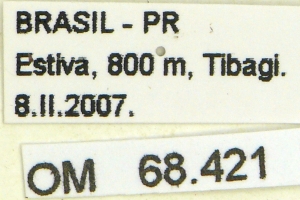 BRASIL - PR
Estiva, 800 m, Tibagi.
8.II.2007.
OM 68.421